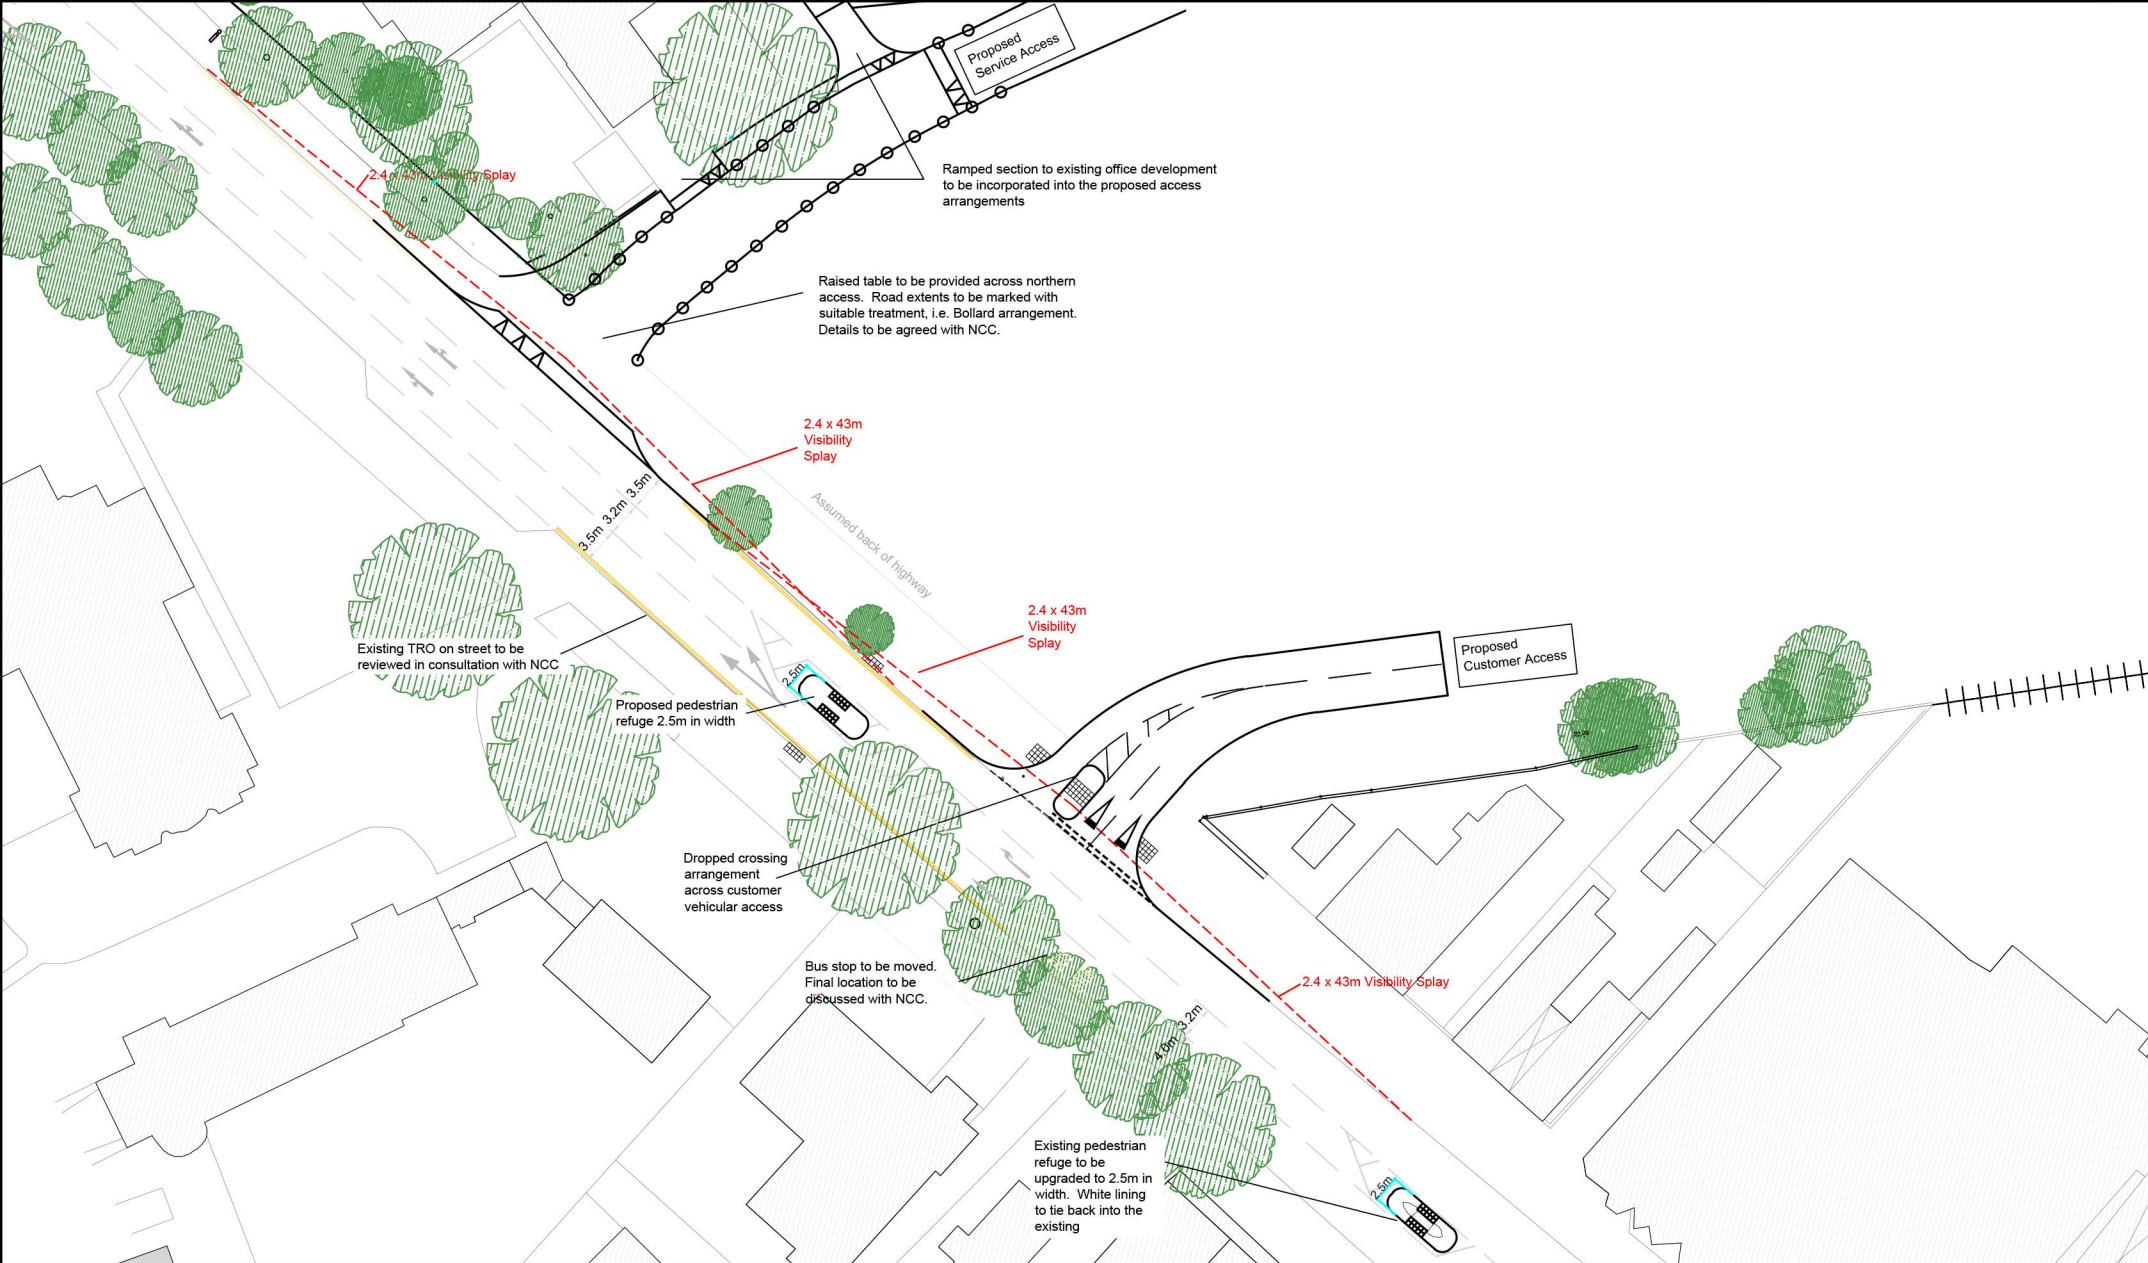 Proposed
Service Access
2.4 x 43m Visibility Splay
Ramped section to existing office development
to be incorporated into the proposed access
arrangements
Raised table to be provided across northern
access.  Road extents to be marked with
suitable treatment, i.e. Bollard arrangement.
Details to be agreed with NCC.
2.4 x 43m
Visibility
Splay
3.5m 3.2m 3.5m
Assumed back of highway
2.4 x 43m
Visibility
Splay
Proposed
Customer Access
Existing TRO on street to be
reviewed in consultation with NCC
2.5m
Proposed pedestrian
refuge 2.5m in width
Dropped crossing
arrangement
across customer
vehicular access
Bus stop to be moved.
Final location to be
discussed with NCC.
2.4 x 43m Visibility Splay
4.0m 3.2m
Existing pedestrian
refuge to be
upgraded to 2.5m in
width.  White lining
to tie back into the
existing
2.5m